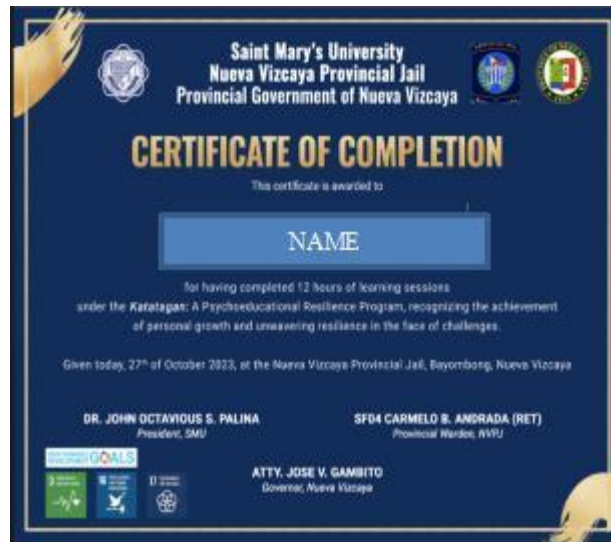 Saint Mary's University
Nueva Vizcaya Provincial Jail
Provincial Government of Nueva Vizcaya
CERTIFICATE OF COMPLETION
This certificate is awarded to
NAME
for having completed 12 hours of learning sessions
under the Katatagan: A Psychoeducational Resilience Program, recognizing the achievement
of personal growth and unwavering resilience in the face of challenges.
Given today, 27th of October 2023, at the Nueva Vizcaya Provincial Jail, Bayombong, Nueva Vizcaya
DR. JOHN OCTAVIOUS S. PALINA
President, SMU
SFO4 CARMELO B. ANDRADA (RET)
Provincial Warden, NVPJ
GOALS
3
16
17
ATTY. JOSE V. GAMBITO
Governor, Nueva Vizcaya